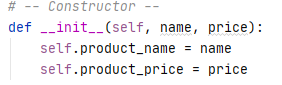 # -- Constructor --
def __init__(self, name, price):
    self.product_name = name
    self.product_price = price